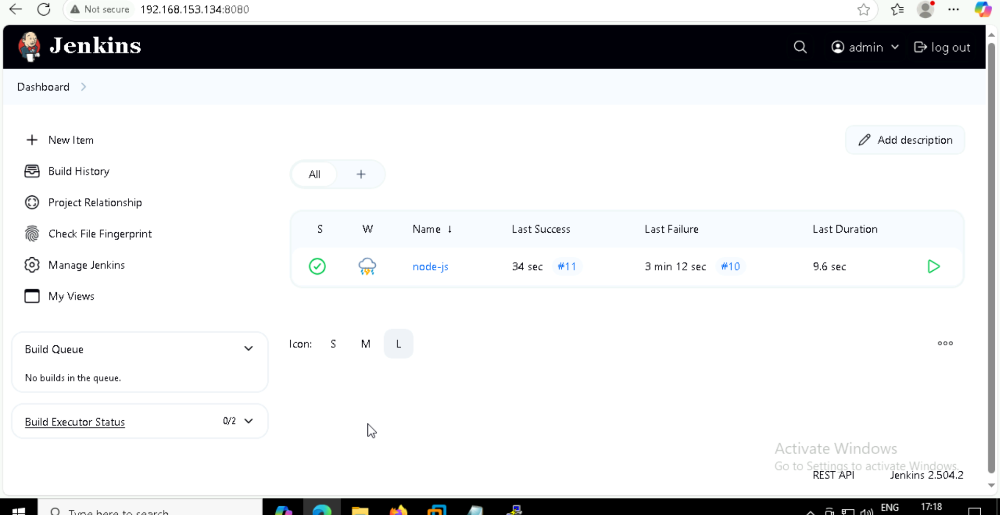 Not secure 192.168.153.134:8080
Jenkins
admin
log out
Dashboard
New Item
Build History
Project Relationship
Check File Fingerprint
Manage Jenkins
My Views
Build Queue
No builds in the queue.
Build Executor Status 0/2
Add description
All +
S W Name ↓ Last Success Last Failure Last Duration
node-js 34 sec #11 3 min 12 sec #10 9.6 sec
Icon: S M L
Activate Windows
Go to Settings to activate Windows.
REST API Jenkins 2.504.2
Type here to search
ENG 17:18